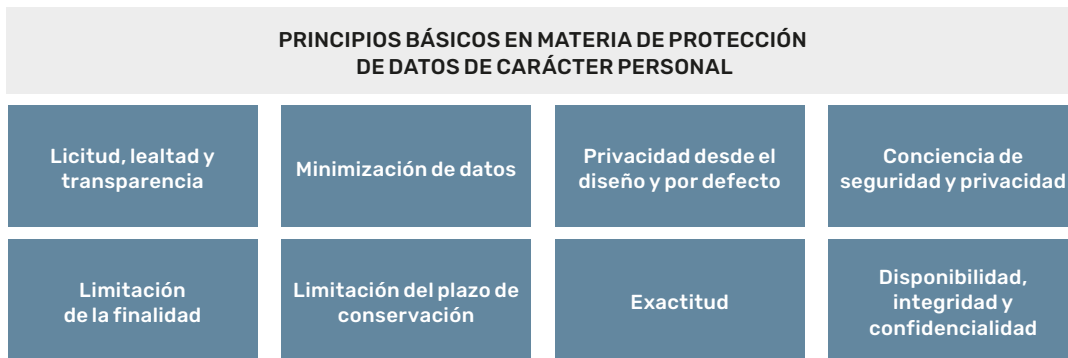 PRINCIPIOS BÁSICOS EN MATERIA DE PROTECCIÓN
DE DATOS DE CARÁCTER PERSONAL
Licitud, lealtad y
transparencia
Minimización de datos
Privacidad desde el
diseño y por defecto
Conciencia de
seguridad y privacidad
Limitación
de la finalidad
Limitación del plazo de
conservación
Exactitud
Disponibilidad,
integridad y
confidencialidad